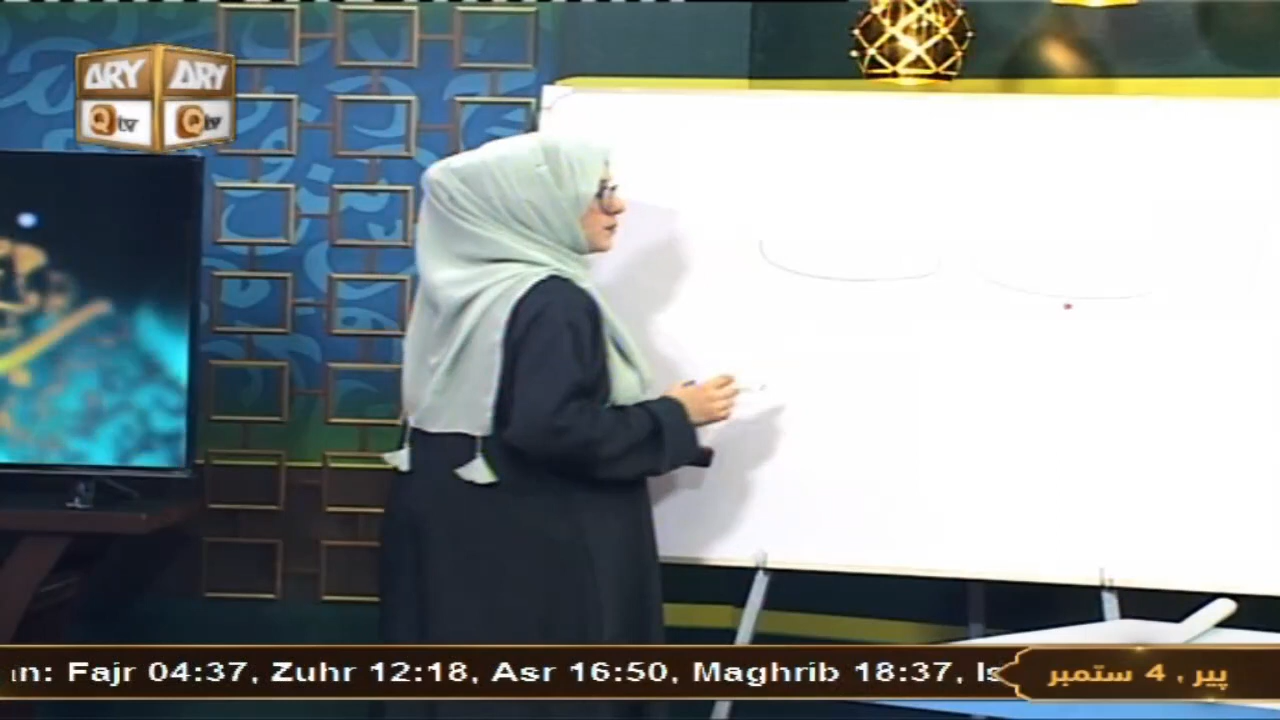 ARY ARY
Qtv Qtv
Fajr 04:37, Zuhr 12:18, Asr 16:50, Maghrib 18:37,
پیر ، 4 ستمبر